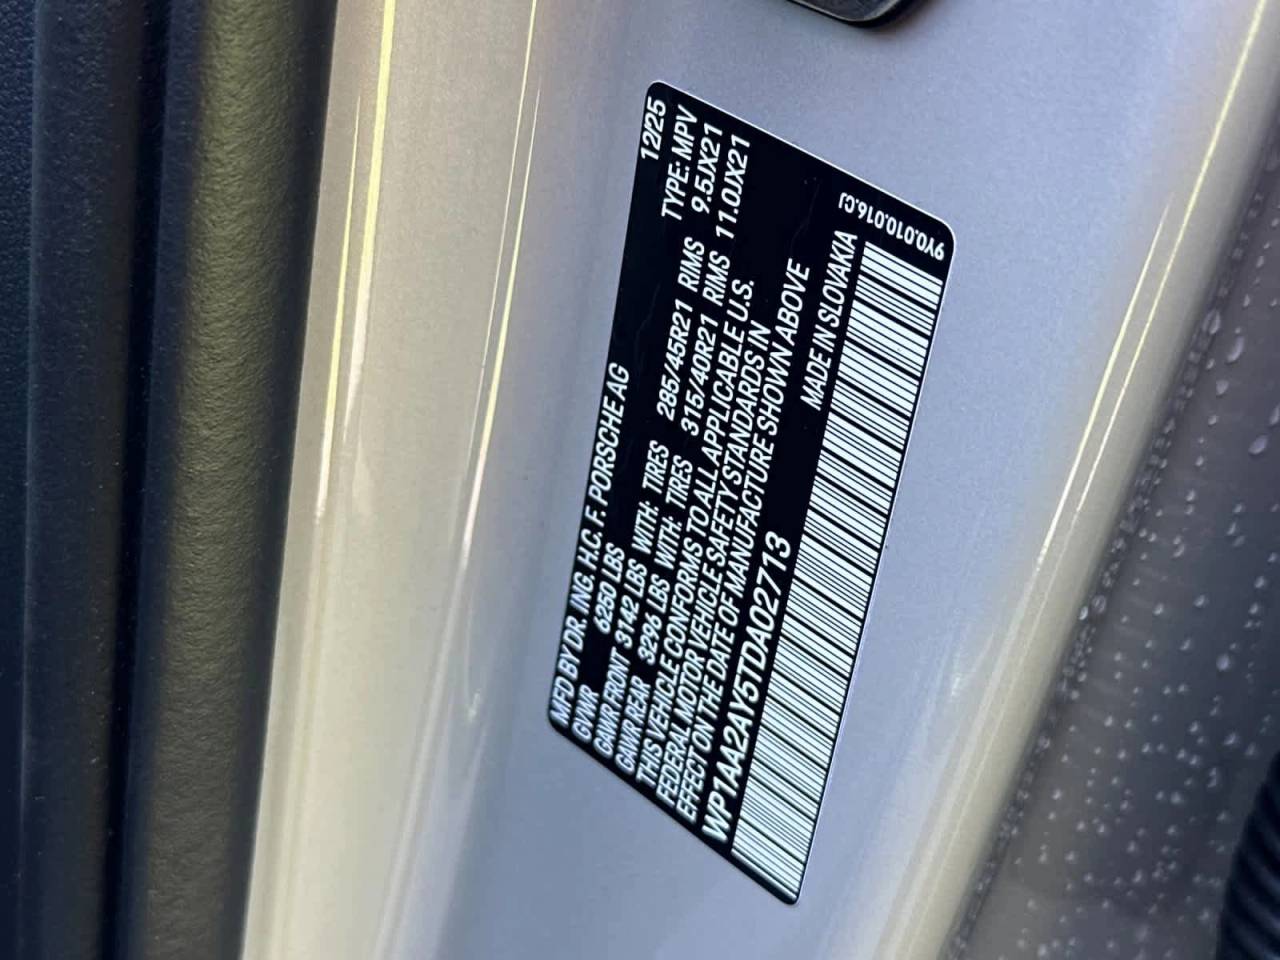 MFD BY DR. ING. H.C. F. PORSCHE AG 12/25
GVWR 6250 LBS TYPE: MPV
GAWR FRONT 3142 LBS WITH: TIRES 285/45R21 RIMS 9.5JX21
GAWR REAR 3296 LBS WITH: TIRES 315/40R21 RIMS 11.0JX21
THIS VEHICLE CONFORMS TO ALL APPLICABLE U.S.
FEDERAL MOTOR VEHICLE SAFETY STANDARDS IN
EFFECT ON THE DATE OF MANUFACTURE SHOWN ABOVE
WP1AA2AY5TDA02713 MADE IN SLOVAKIA
9Y0.010.016.CJ